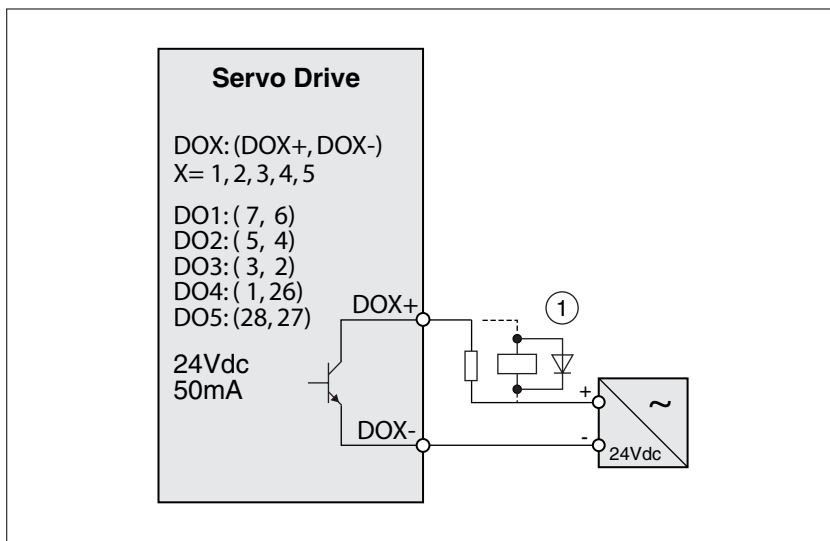 Servo Drive
DOX: (DOX+, DOX-)
X= 1, 2, 3, 4, 5
DO1: ( 7, 6)
DO2: ( 5, 4)
DO3: ( 3, 2)
DO4: ( 1, 26)
DO5: (28, 27)
24Vdc
50mA
DOX+
DOX-
1
+
~
-
24Vdc